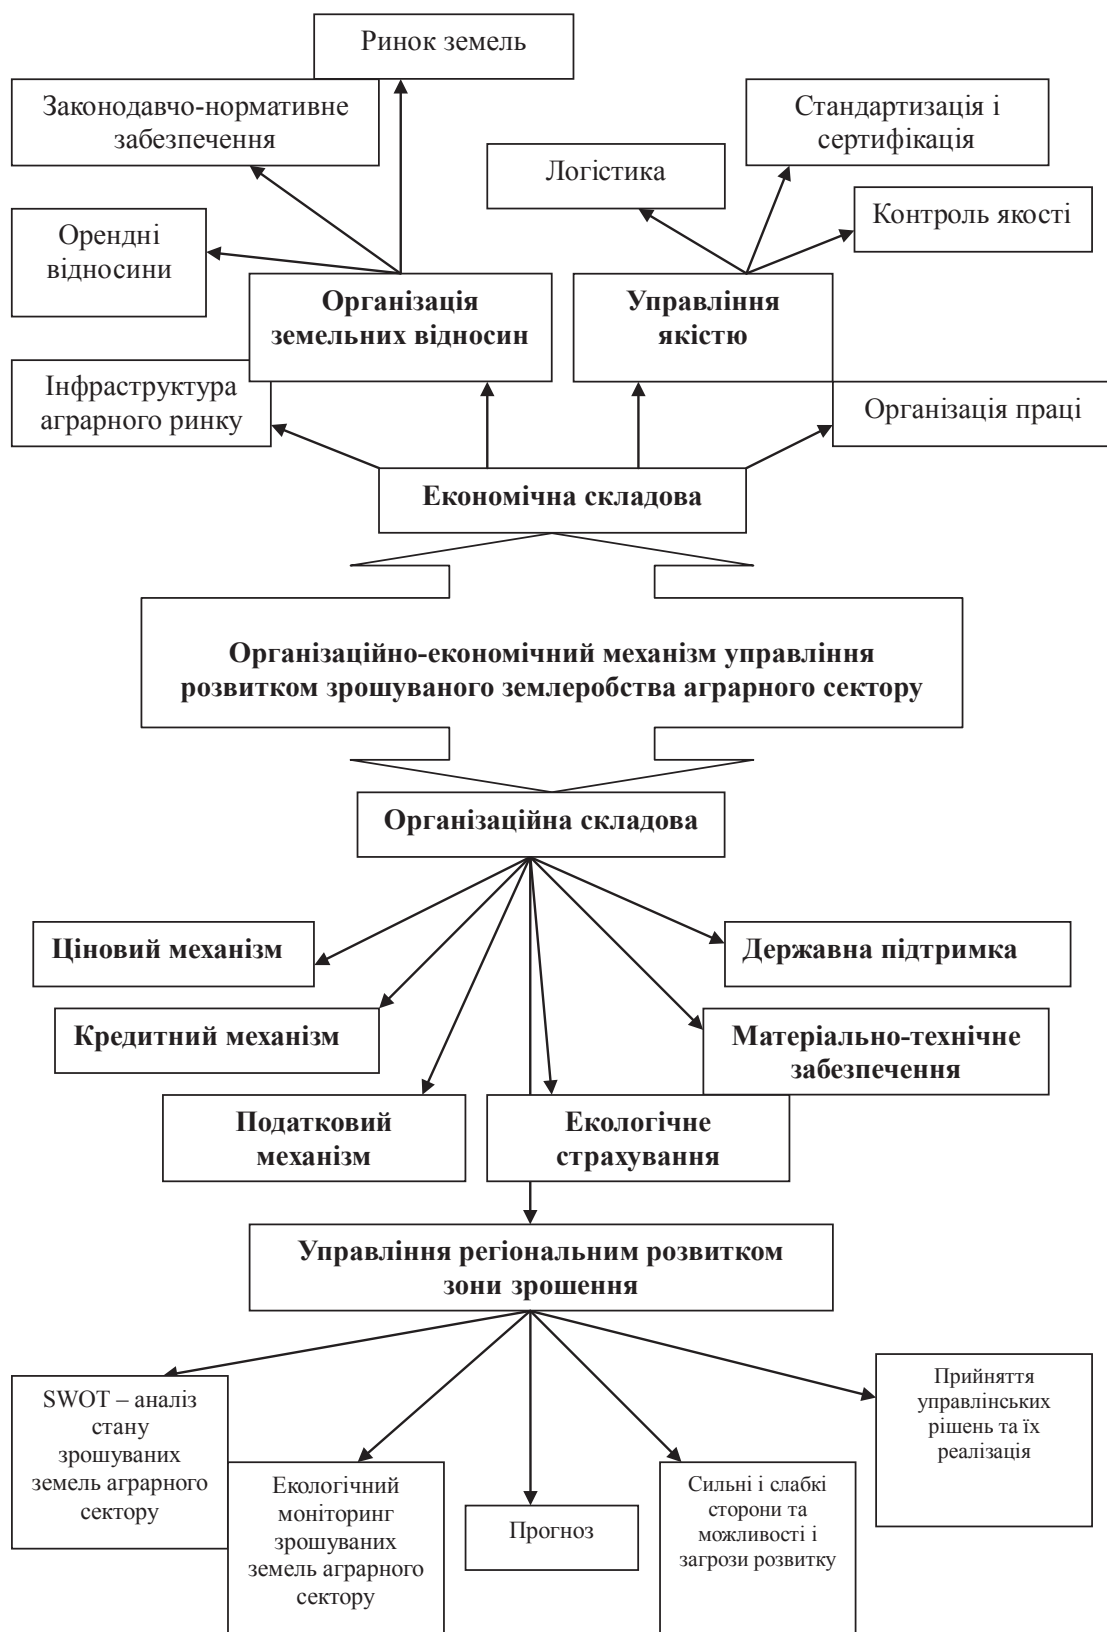 Ринок земель
Законодавчо-нормативне
забезпечення
Стандартизація і
сертифікація
Логістика
Контроль якості
Орендні
відносини
Організація
земельних відносин
Управління
якістю
Інфраструктура
аграрного ринку
Організація праці
Економічна складова
Організаційно-економічний механізм управління
розвитком зрошуваного землеробства аграрного сектору
Організаційна складова
Ціновий механізм
Державна підтримка
Кредитний механізм
Матеріально-технічне
забезпечення
Податковий
механізм
Екологічне
страхування
Управління регіональним розвитком
зони зрошення
SWOT – аналіз
стану
зрошуваних
земель аграрного
сектору
Екологічний
моніторинг
зрошуваних
земель аграрного
сектору
Прогноз
Сильні і слабкі
сторони та
можливості і
загрози розвитку
Прийняття
управлінських
рішень та їх
реалізація